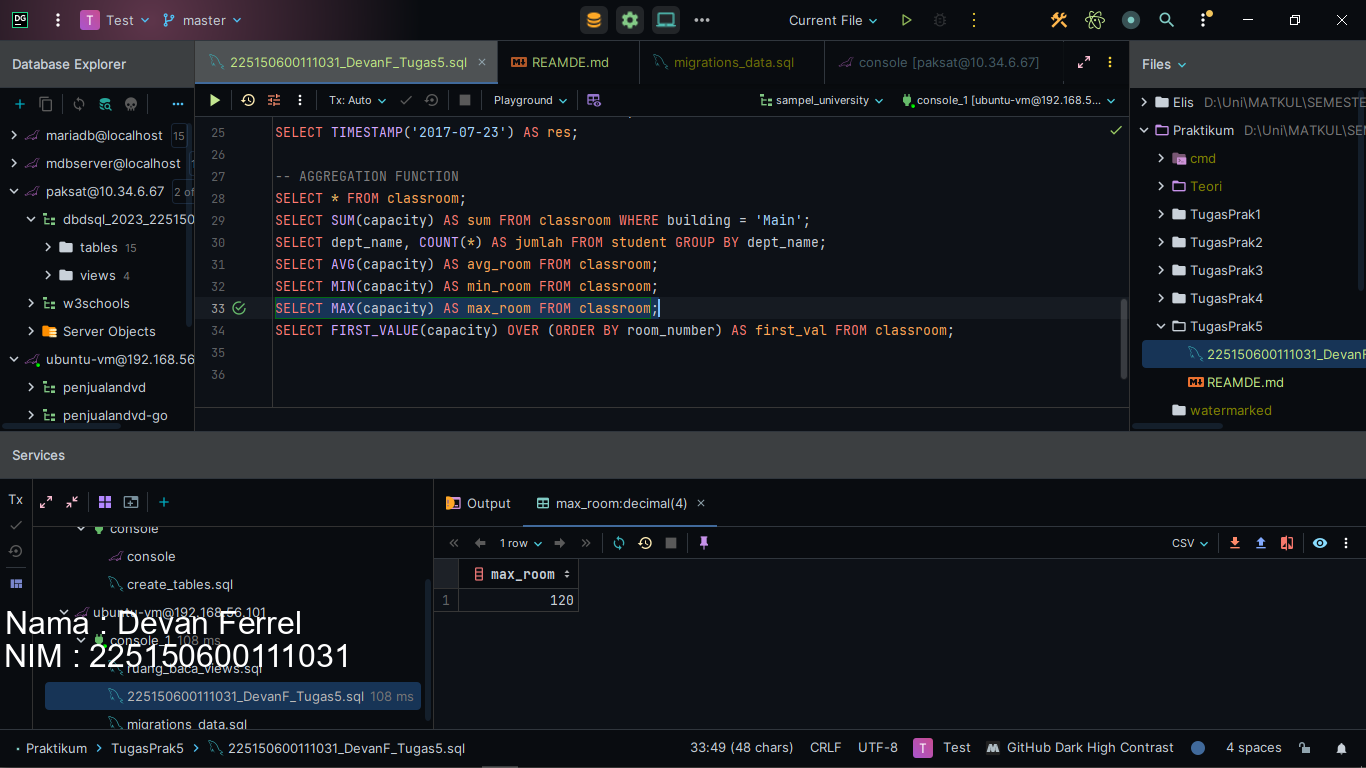 DG T Test master Current File
Database Explorer
225150600111031_DevanF_Tugas5.sql REAMDE.md migrations_data.sql console [paksat@10.34.6.67]
Files
Tx: Auto Playground sampel_university console_1 [ubuntu-vm@192.168.5...
mariadb@localhost 15
mdbserver@localhost
paksat@10.34.6.67 2 of
dbdsql_2023_225150
tables 15
views 4
w3schools
Server Objects
ubuntu-vm@192.168.56
penjualandvd
penjualandvd-go
25 SELECT TIMESTAMP('2017-07-23') AS res;
26
27 -- AGGREGATION FUNCTION
28 SELECT * FROM classroom;
29 SELECT SUM(capacity) AS sum FROM classroom WHERE building = 'Main';
30 SELECT dept_name, COUNT(*) AS jumlah FROM student GROUP BY dept_name;
31 SELECT AVG(capacity) AS avg_room FROM classroom;
32 SELECT MIN(capacity) AS min_room FROM classroom;
33 SELECT MAX(capacity) AS max_room FROM classroom;
34 SELECT FIRST_VALUE(capacity) OVER (ORDER BY room_number) AS first_val FROM classroom;
35
36
Elis D:\Uni\MATKUL\SEMESTE
Praktikum D:\Uni\MATKUL\SE
cmd
Teori
TugasPrak1
TugasPrak2
TugasPrak3
TugasPrak4
TugasPrak5
225150600111031_DevanF
REAMDE.md
watermarked
Services
Tx
console
console
create_tables.sql
ubuntu-vm@192.168.56.101
console_1 108 ms
ruang_baca_views.sql
225150600111031_DevanF_Tugas5.sql 108 ms
migrations_data.sql
Nama : Devan Ferrel
NIM : 225150600111031
Output max_room:decimal(4)
1 row CSV
max_room
1 120
Praktikum TugasPrak5 225150600111031_DevanF_Tugas5.sql
33:49 (48 chars) CRLF UTF-8 T Test GitHub Dark High Contrast 4 spaces